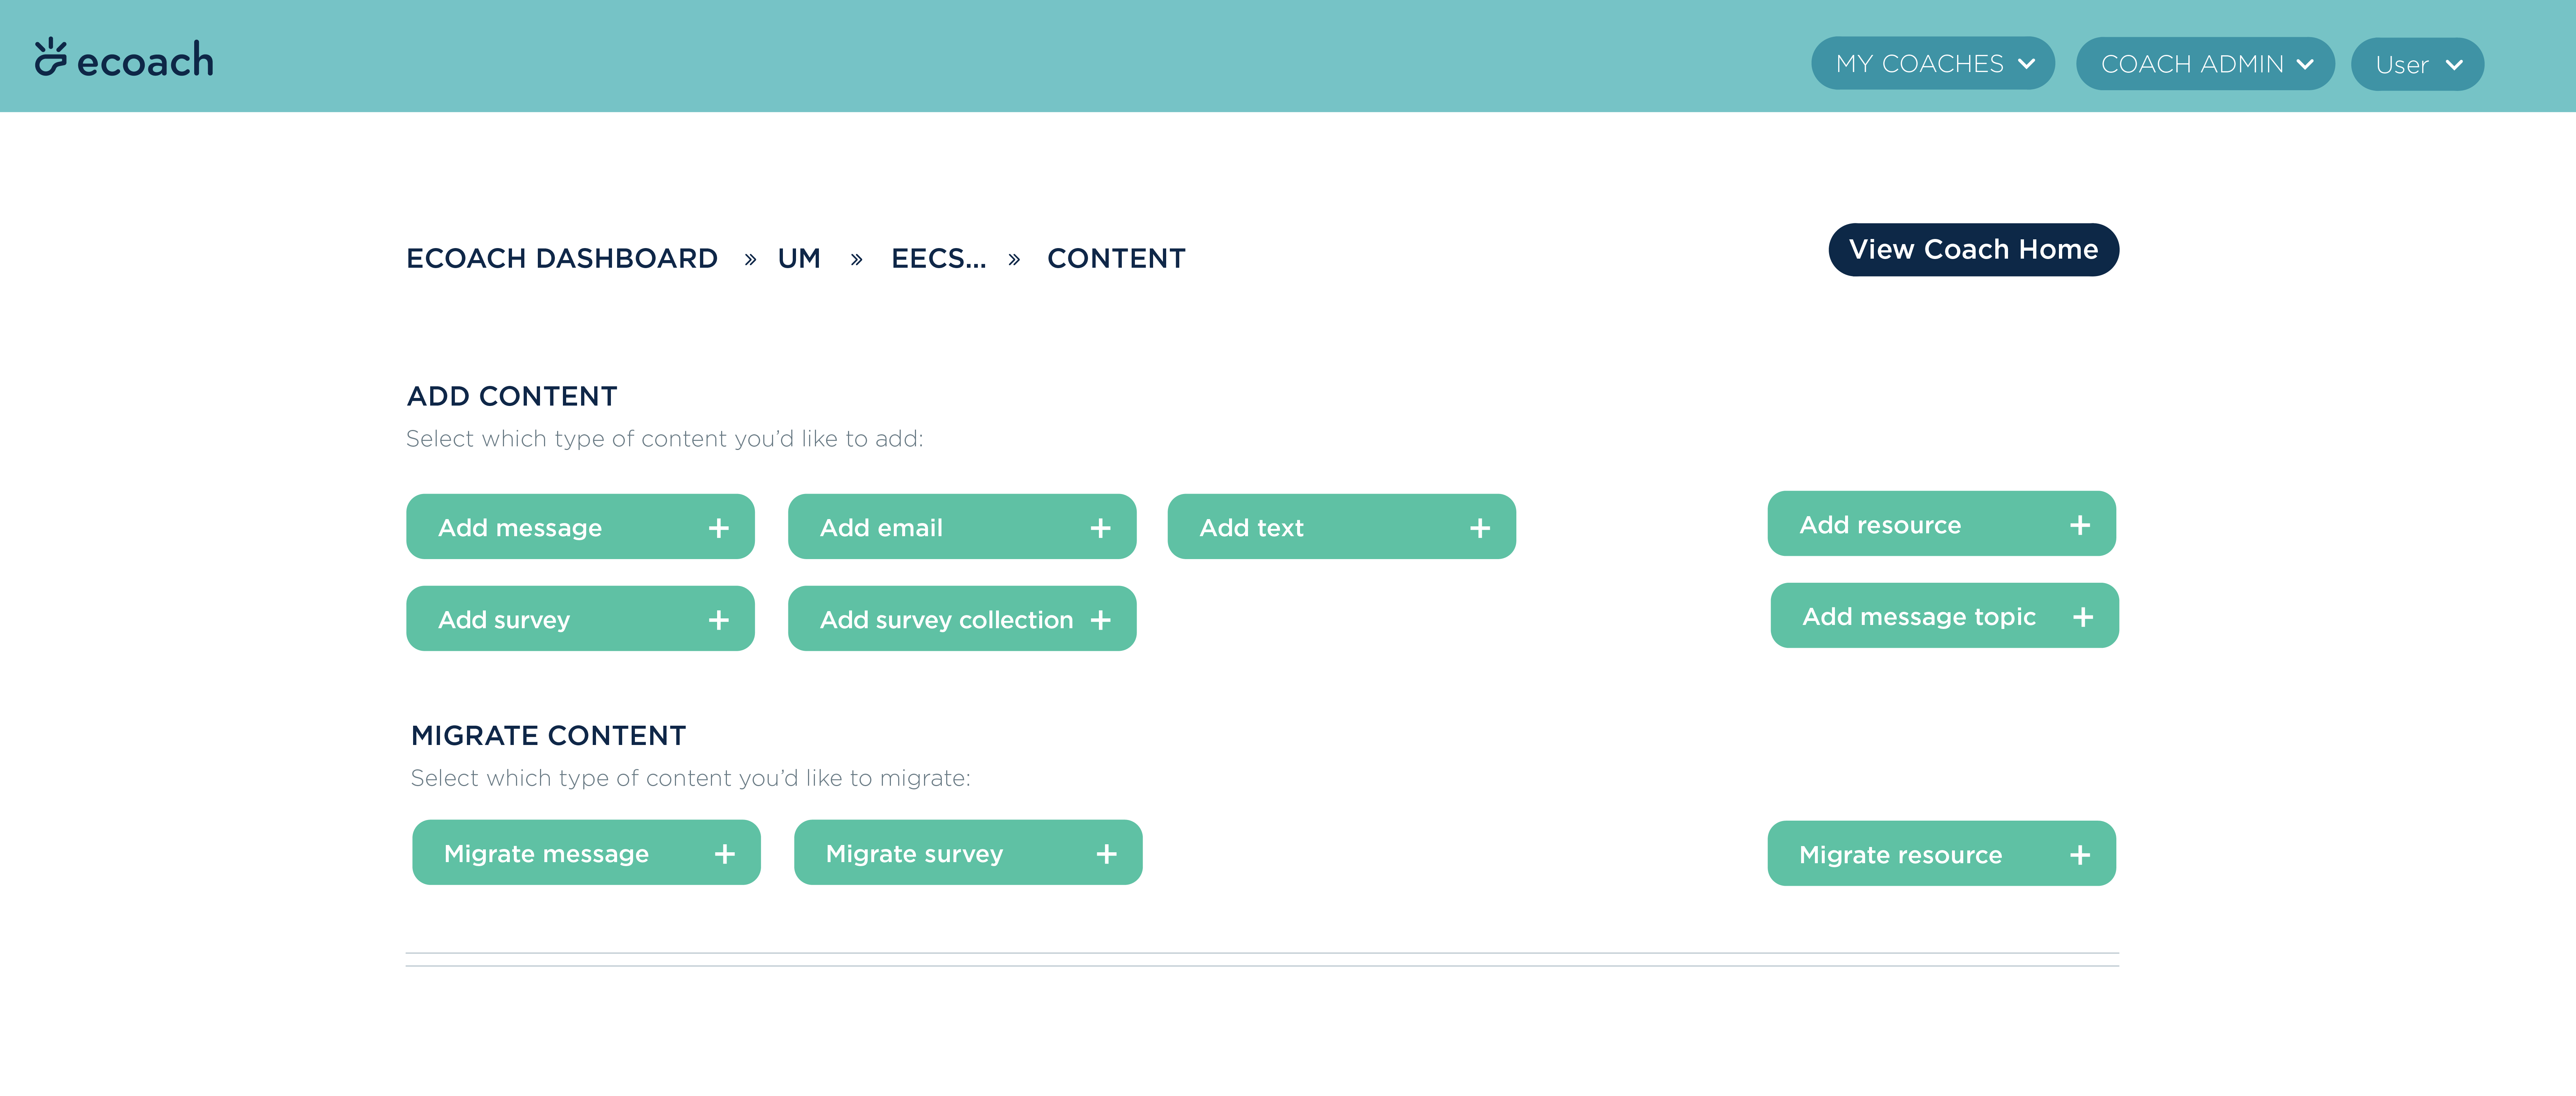 ecoach
MY COACHES
COACH ADMIN
User
ECOACH DASHBOARD » UM » EECS... » CONTENT
View Coach Home
ADD CONTENT
Select which type of content you’d like to add:
Add message +
Add email +
Add text +
Add resource +
Add survey +
Add survey collection +
Add message topic +
MIGRATE CONTENT
Select which type of content you’d like to migrate:
Migrate message +
Migrate survey +
Migrate resource +